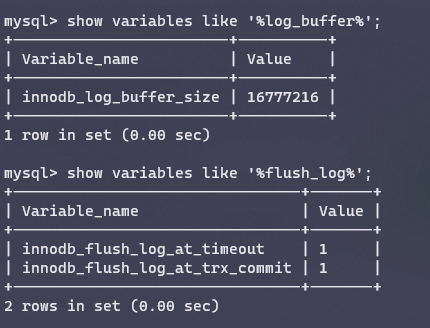 mysql> show variables like '%log_buffer%';
+------------------------+----------+
| Variable_name          | Value    |
+------------------------+----------+
| innodb_log_buffer_size | 16777216 |
+------------------------+----------+
1 row in set (0.00 sec)
mysql> show variables like '%flush_log%';
+--------------------------------+-------+
| Variable_name                  | Value |
+--------------------------------+-------+
| innodb_flush_log_at_timeout    | 1     |
| innodb_flush_log_at_trx_commit | 1     |
+--------------------------------+-------+
2 rows in set (0.00 sec)